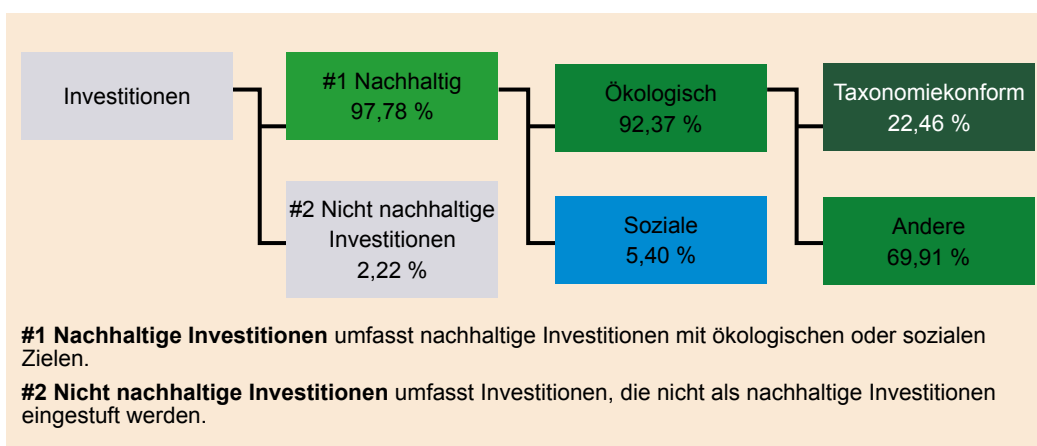 Investitionen
#1 Nachhaltig
97,78 %
#2 Nicht nachhaltige
Investitionen
2,22 %
Ökologisch
92,37 %
Soziale
5,40 %
Taxonomiekonform
22,46 %
Andere
69,91 %
#1 Nachhaltige Investitionen umfasst nachhaltige Investitionen mit ökologischen oder sozialen
Zielen.
#2 Nicht nachhaltige Investitionen umfasst Investitionen, die nicht als nachhaltige Investitionen
eingestuft werden.